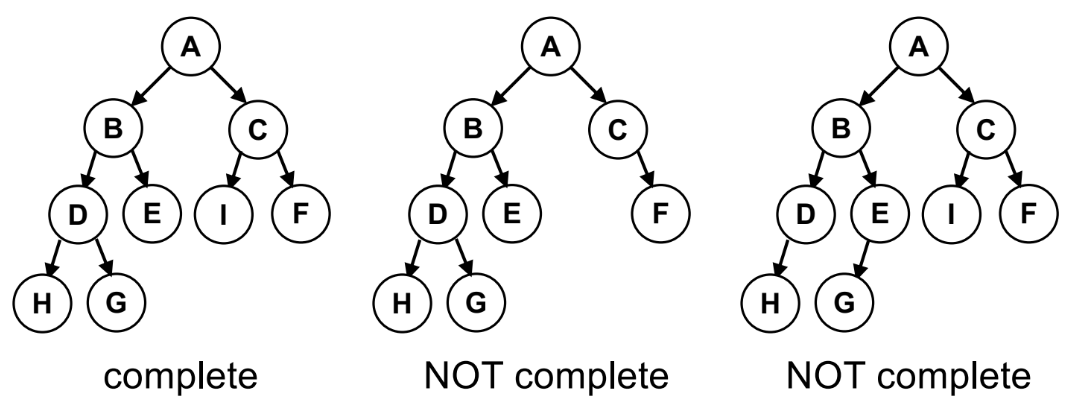 A
B C
D E I F
H G
complete
A
B C
D E F
H G
NOT complete
A
B C
D E I F
H G
NOT complete